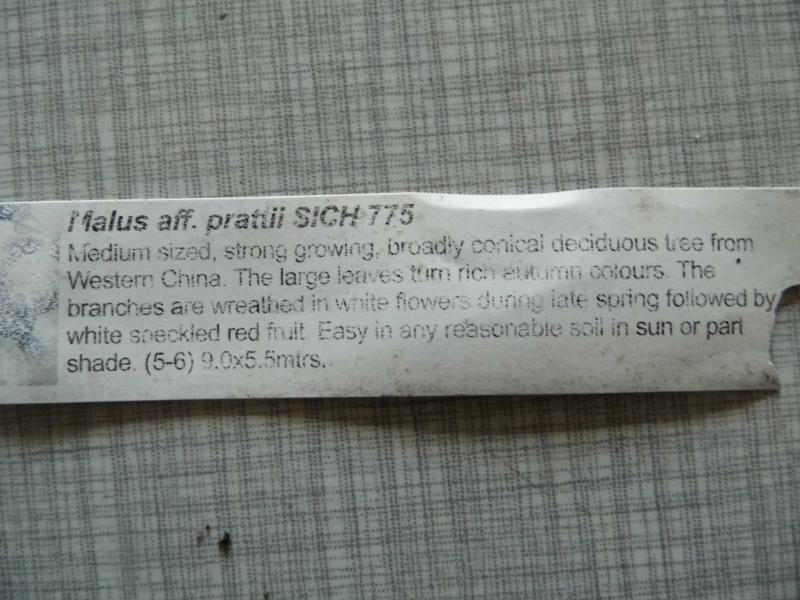 Malus aff. prattii SICH 775
Medium sized, strong growing, broadly conical deciduous tree from
Western China. The large leaves turn rich autumn colours. The
branches are wreathed in white flowers during late spring followed by
white speckled red fruit. Easy in any reasonable soil in sun or part
shade. (5-6) 9.0x5.5mtrs.